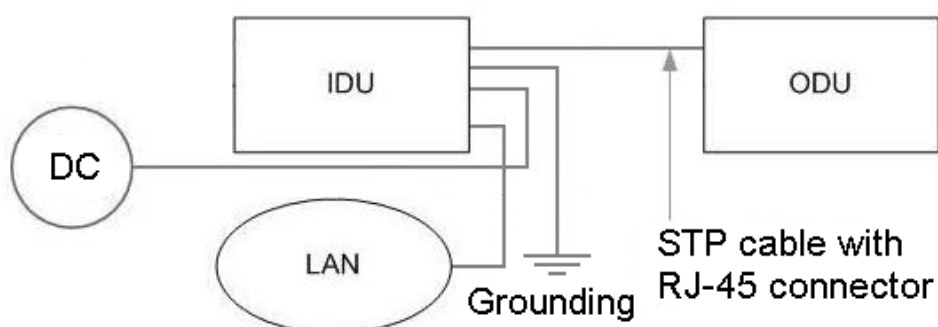 IDU
ODU
DC
LAN
Grounding
STP cable with
RJ-45 connector